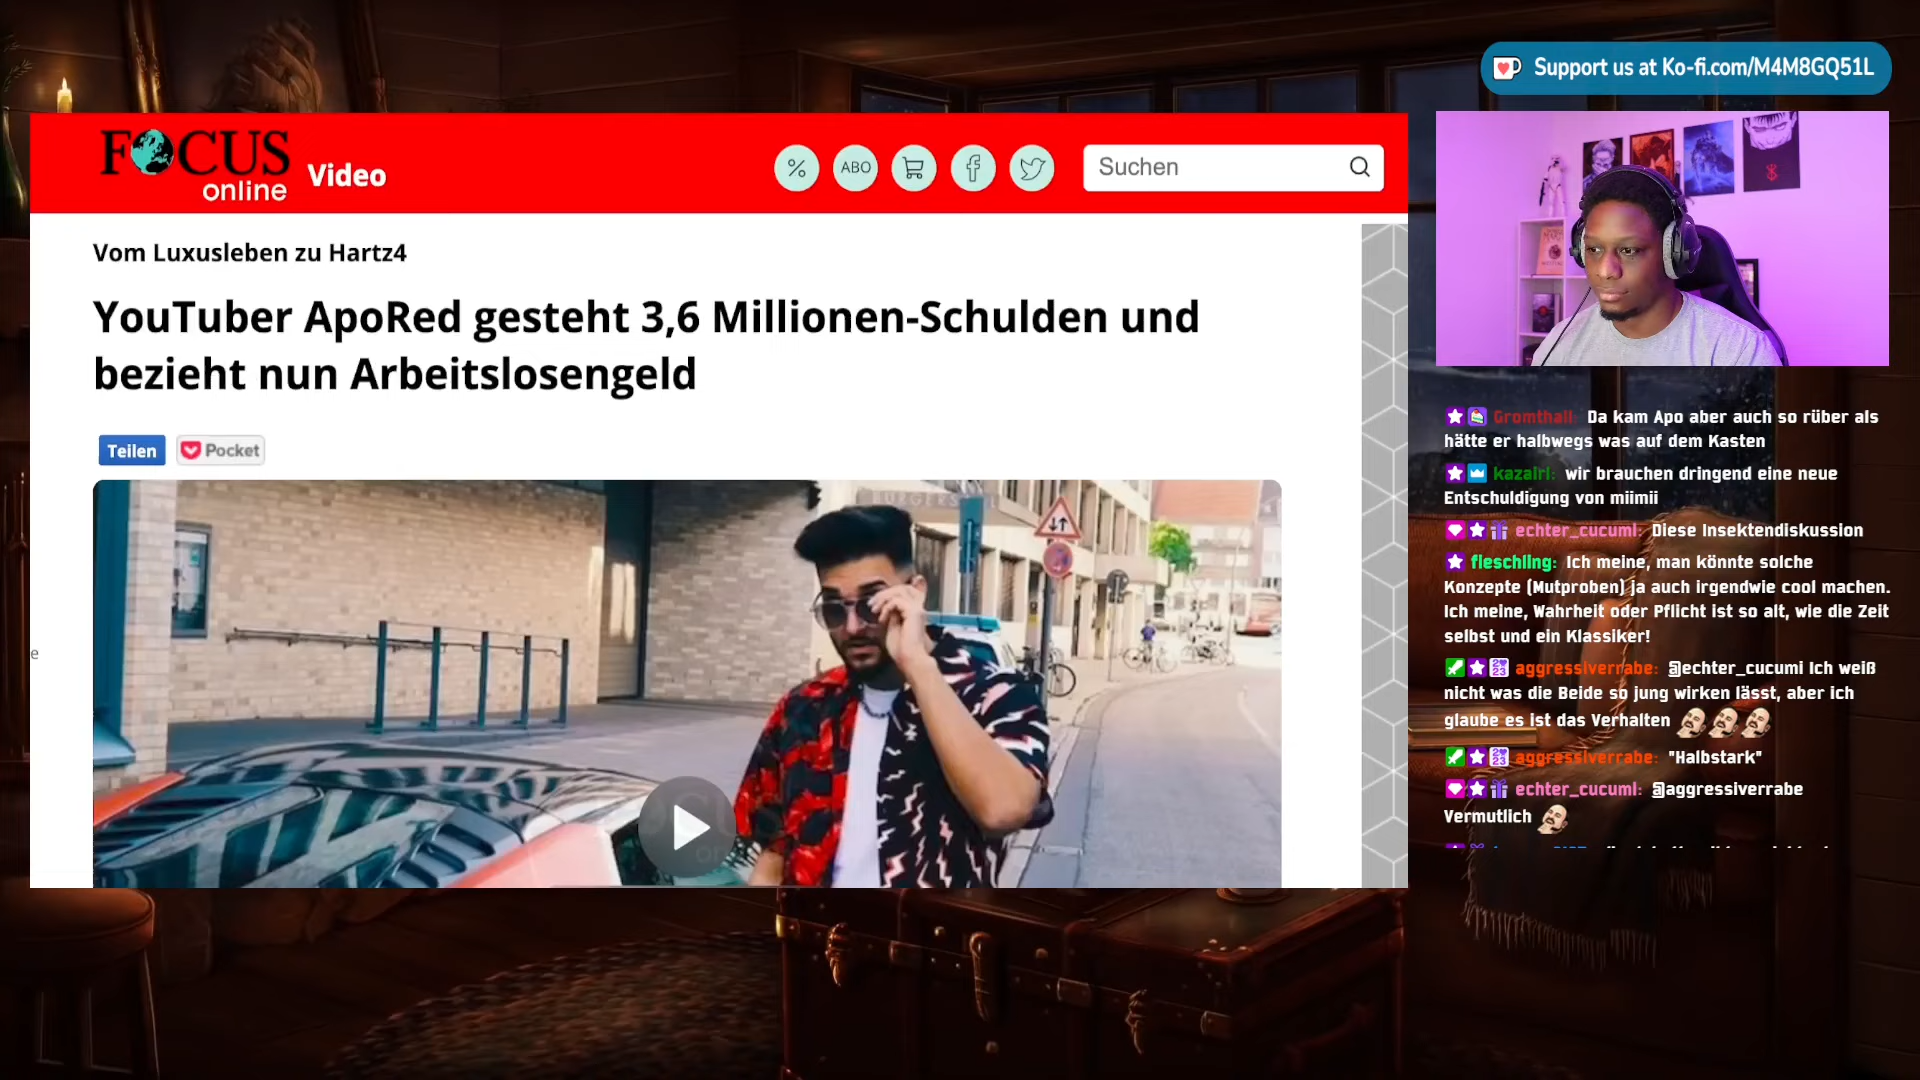 Support us at Ko-fi.com/M4M8GQ51L
FOCUS
online
Video
%
ABO
Suchen
Vom Luxusleben zu Hartz4
YouTuber ApoRed gesteht 3,6 Millionen-Schulden und
bezieht nun Arbeitslosengeld
Teilen
Pocket
e
Gromthall: Da kam Apo aber auch so rüber als
hätte er halbwegs was auf dem Kasten
kazairi: wir brauchen dringend eine neue
Entschuldigung von miimii
echter_cucumi: Diese Insektendiskussion
fleschling: Ich meine, man könnte solche
Konzepte (Mutproben) ja auch irgendwie cool machen.
Ich meine, Wahrheit oder Pflicht ist so alt, wie die Zeit
selbst und ein Klassiker!
aggressiverrabe: @echter_cucumi Ich weiß
nicht was die Beide so jung wirken lässt, aber ich
glaube es ist das Verhalten
aggressiverrabe: "Halbstark"
echter_cucumi: @aggressiverrabe
Vermutlich